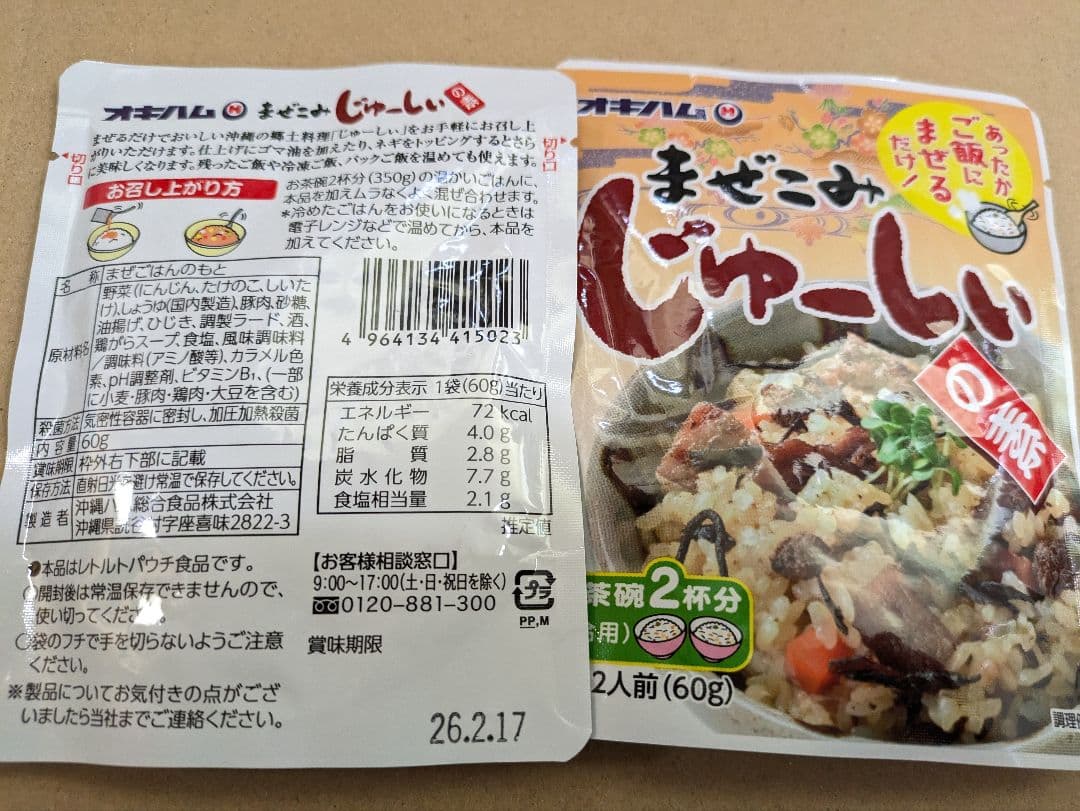 オキハム まぜこみ じゅーしぃ の素
まぜるだけでおいしい沖縄の郷土料理「じゅーしぃ」をお手軽にお召し上
がりいただけます。仕上げにゴマ油を加えたり、ネギをトッピングするとさら
に美味しくなります。残ったご飯や冷凍ご飯、パックご飯を温めても使えます。
切り口
切り口
お召し上がり方
お茶碗2杯分(350g)の温かいごはんに、
本品を加えムラなくよく混ぜ合わせます。
*冷めたごはんをお使いになるときは
電子レンジなどで温めてから、本品を
加えてください。
名 称 まぜごはんのもと
原材料名 野菜(にんじん、たけのこ、しいた
け)、しょうゆ(国内製造)、豚肉、砂糖、
油揚げ、ひじき、調製ラード、酒、
鶏がらスープ、食塩、風味調味料
/調味料(アミノ酸等)、カラメル色
素、pH調整剤、ビタミンB₁、(一部
に小麦・豚肉・鶏肉・大豆を含む)
殺菌方法 気密性容器に密封し、加圧加熱殺菌
内容量 60g
賞味期限 枠外右下部に記載
保存方法 直射日光を避け常温で保存してください。
製造者 沖縄ハム総合食品株式会社
沖縄県読谷村字座喜味2822-3
4 964134 415023
栄養成分表示 1袋(60g)当たり
エネルギー 72 kcal
たんぱく質 4.0 g
脂 質 2.8 g
炭水化物 7.7 g
食塩相当量 2.1 g
推定値
●本品はレトルトパウチ食品です。
○開封後は常温保存できませんので、
使い切ってください。
○袋のフチで手を切らないようご注意
ください。
※製品についてお気付きの点がござ
いましたら当社までご連絡ください。
【お客様相談窓口】
9:00〜17:00(土・日・祝日を除く)
0120-881-300
プラ
PP,M
賞味期限
26.2.17
オキハム
あったか
ご飯に
まぜる
だけ!
まぜこみ
じゅーしぃ
の素
茶碗2杯分
用)
2人前(60g)
調理